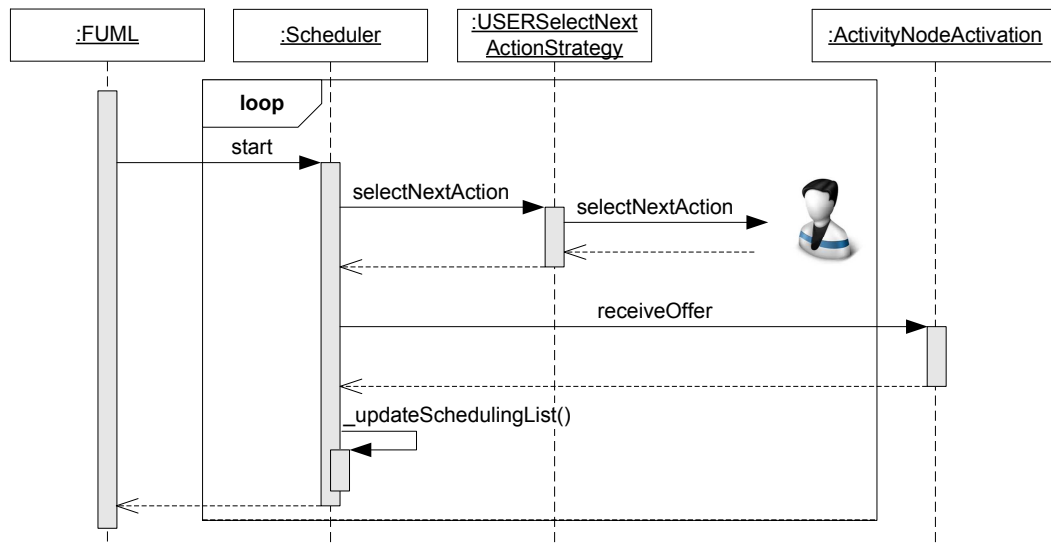 :FUML
:Scheduler
:USERSelectNext
ActionStrategy
:ActivityNodeActivation
loop
start
selectNextAction
selectNextAction
receiveOffer
_updateSchedulingList()